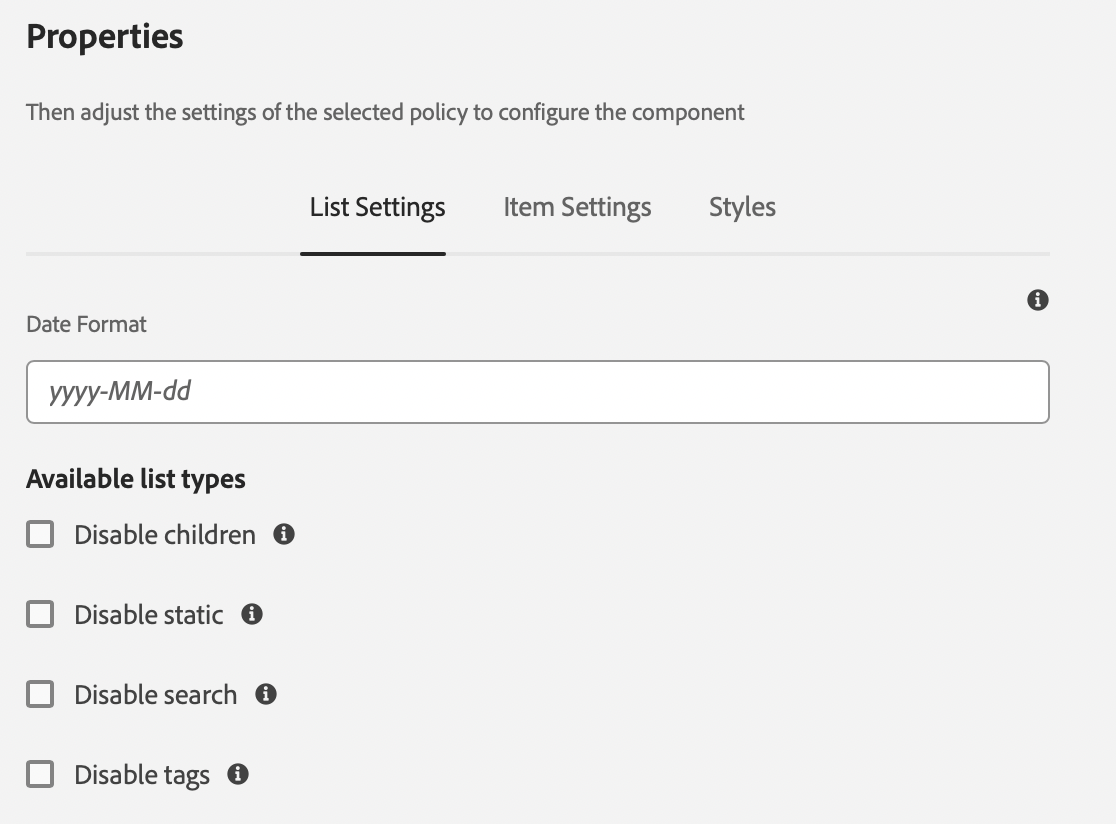 Properties
Then adjust the settings of the selected policy to configure the component
List Settings Item Settings Styles
Date Format
yyyy-MM-dd
Available list types
Disable children
Disable static
Disable search
Disable tags